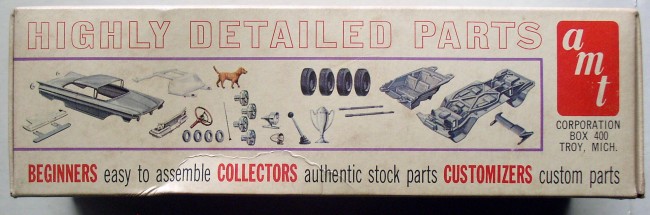 HIGHLY DETAILED PARTS
amt
CORPORATION
BOX 400
TROY, MICH.
BEGINNERS easy to assemble COLLECTORS authentic stock parts CUSTOMIZERS custom parts